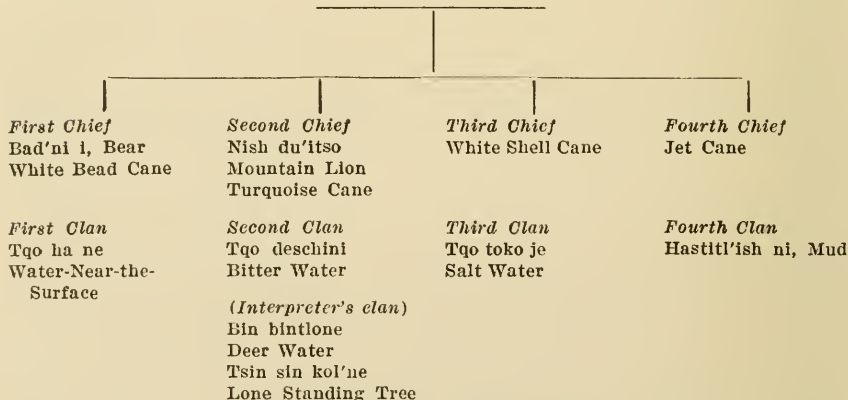 First Chief
Bad'ni i, Bear
White Bead Cane
Second Chief
Nish du'itso
Mountain Lion
Turquoise Cane
Third Chief
White Shell Cane
Fourth Chief
Jet Cane
First Clan
Tqo ha ne
Water-Near-the-
Surface
Second Clan
Tqo deschini
Bitter Water
(Interpreter's clan)
Bin bintlone
Deer Water
Tsin sin kol'ne
Lone Standing Tree
Third Clan
Tqo toko je
Salt Water
Fourth Clan
Hastitl'ish ni, Mud